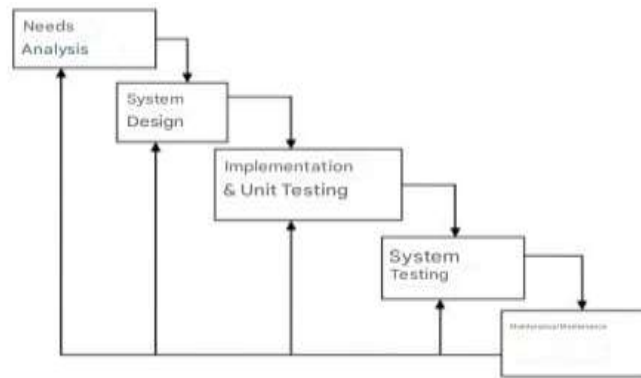 Needs
Analysis
System
Design
Implementation
& Unit Testing
System
Testing